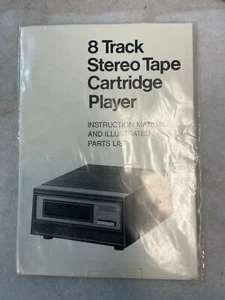 8 Track
Stereo Tape
Cartridge
Player
INSTRUCTION MANUAL
AND ILLUSTRATED
PARTS LIST